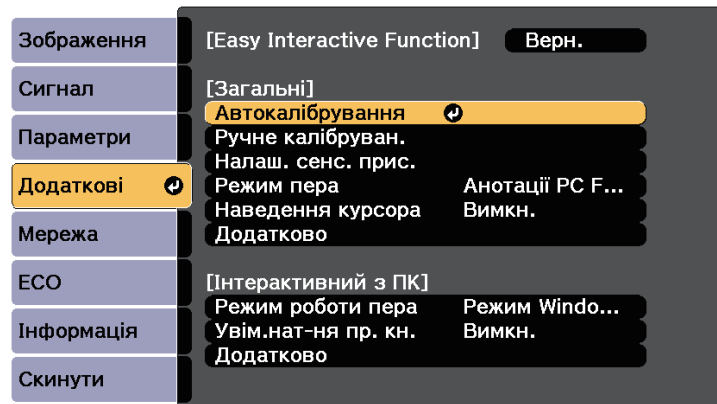 Зображення
Сигнал
Параметри
Додаткові
Мережа
ECO
Інформація
Скинути
[Easy Interactive Function] Верн.
[Загальні]
Автокалібрування
Ручне калібруван.
Налаш. сенс. прис.
Режим пера Анотації PC F...
Наведення курсора Вимкн.
Додатково
[Інтерактивний з ПК]
Режим роботи пера Режим Windo...
Увім.нат-ня пр. кн. Вимкн.
Додатково